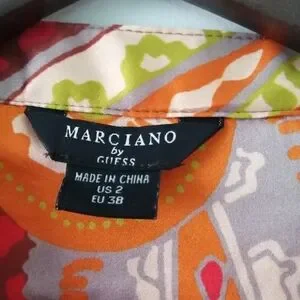 MARCIANO
by
GUESS
MADE IN CHINA
US 2
EU 38